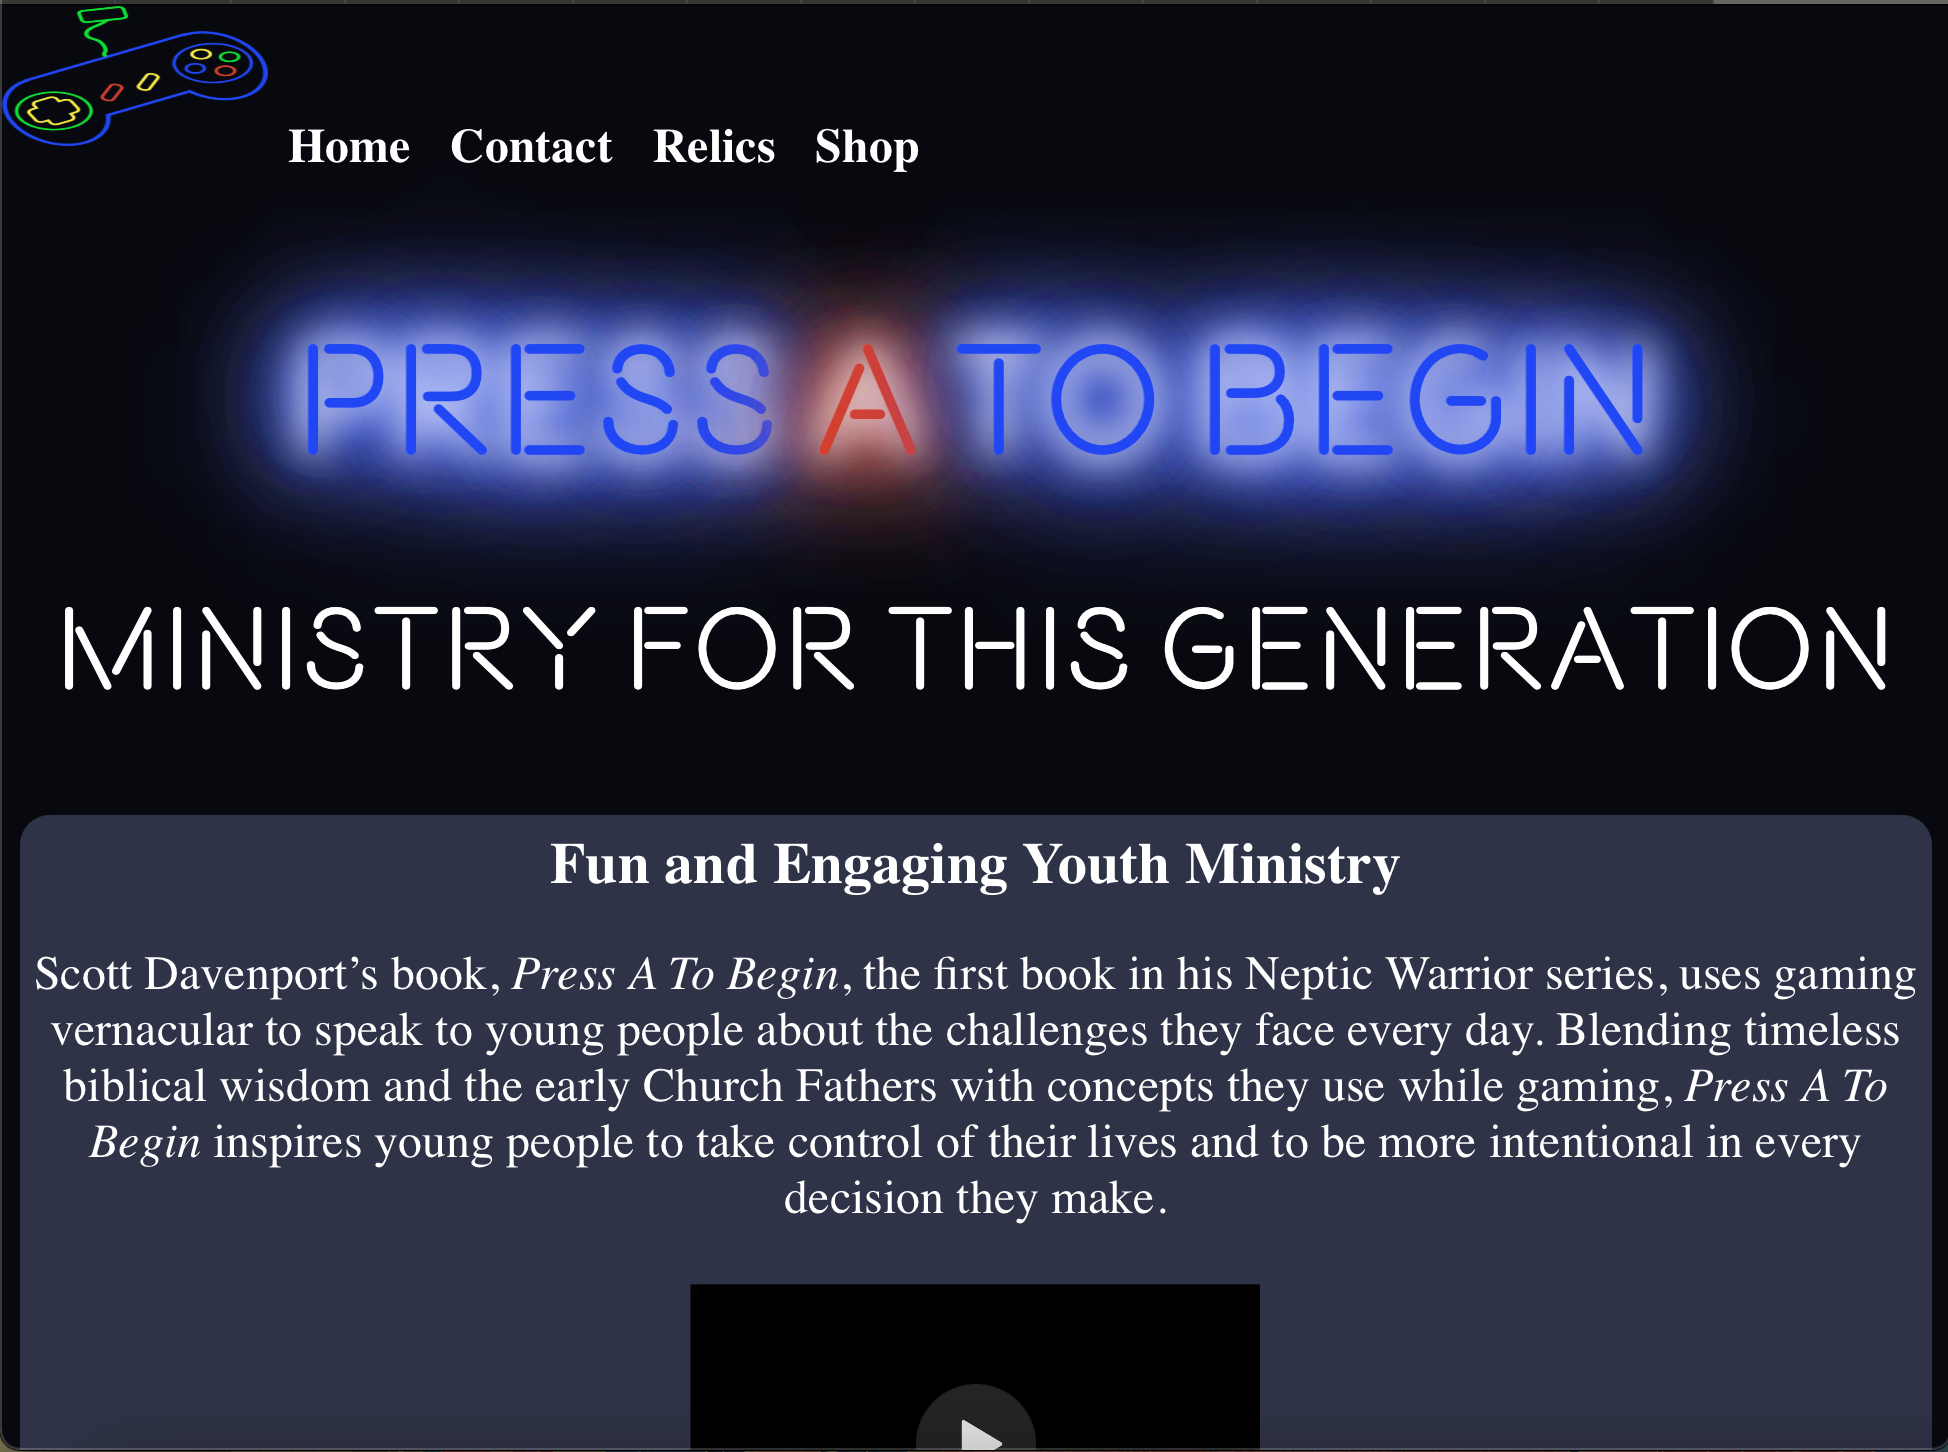 Home Contact Relics Shop
PRESS A TO BEGIN
MINISTRY FOR THIS GENERATION
Fun and Engaging Youth Ministry
Scott Davenport’s book, Press A To Begin, the first book in his Neptic Warrior series, uses gaming
vernacular to speak to young people about the challenges they face every day. Blending timeless
biblical wisdom and the early Church Fathers with concepts they use while gaming, Press A To
Begin inspires young people to take control of their lives and to be more intentional in every
decision they make.